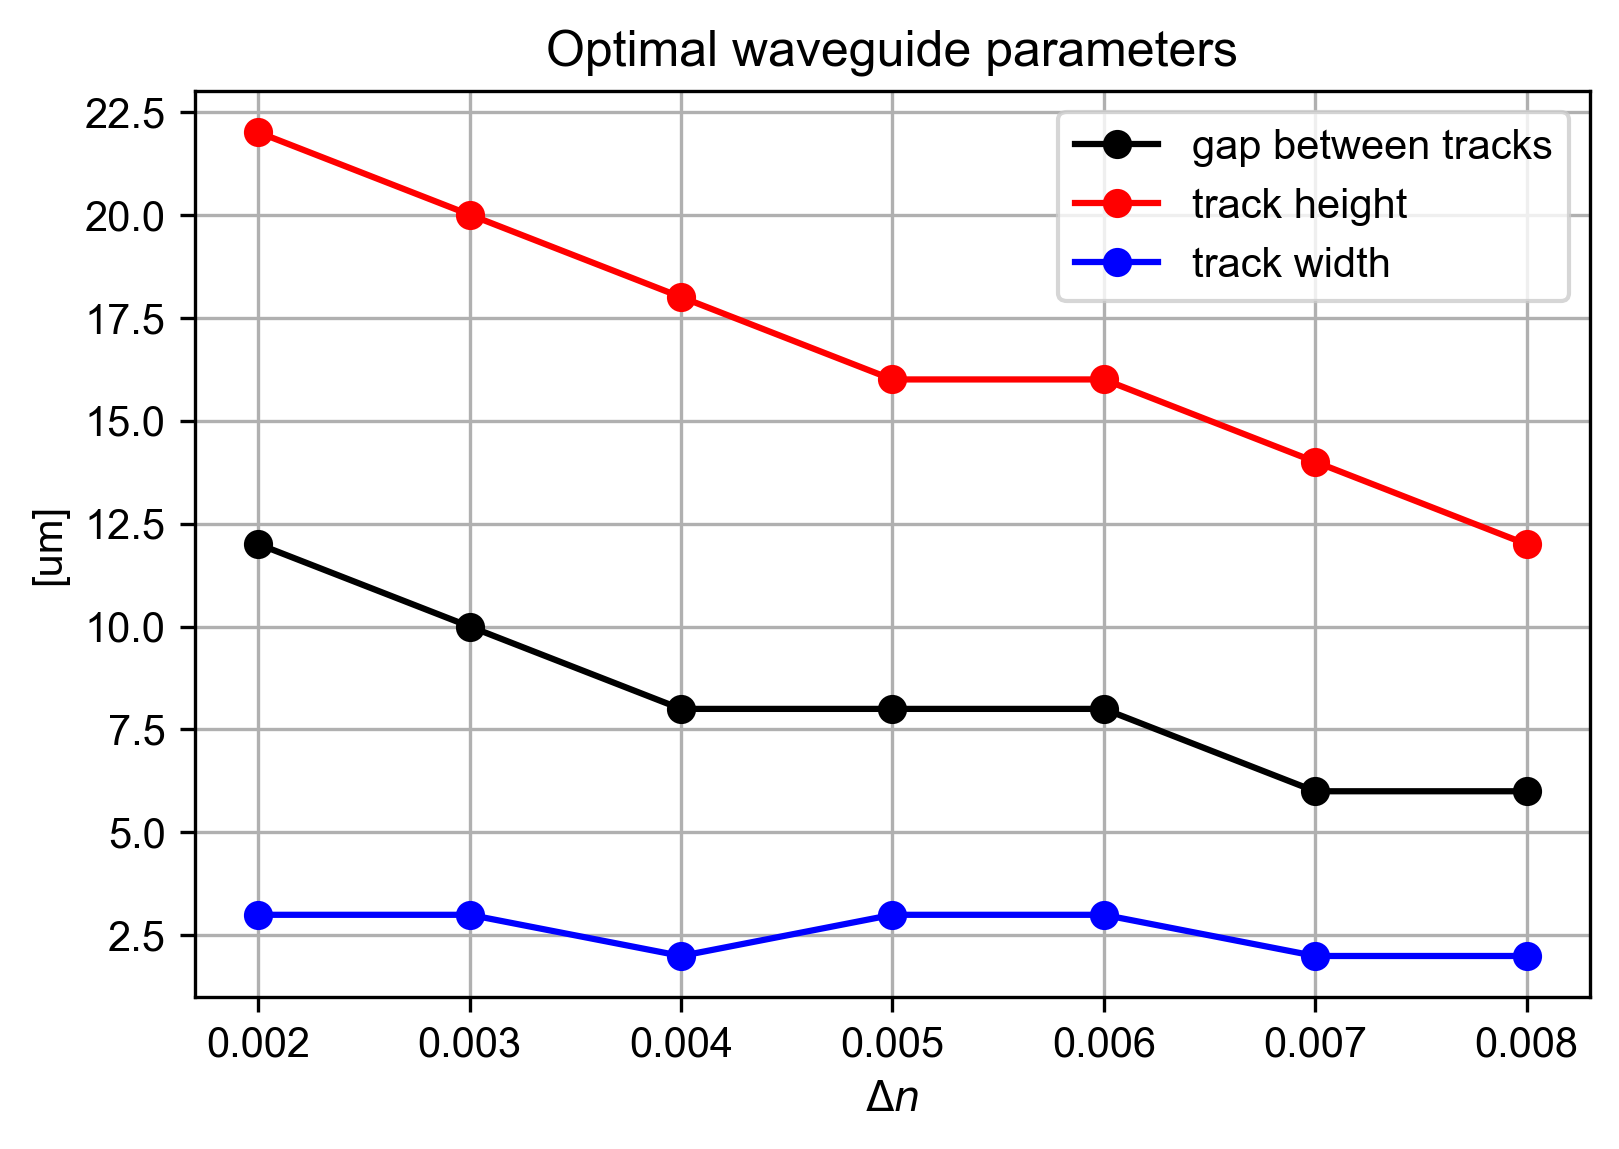 Optimal waveguide parameters
22.5
20.0
17.5
15.0
12.5
10.0
7.5
5.0
2.5
[um]
gap between tracks
track height
track width
0.002 0.003 0.004 0.005 0.006 0.007 0.008
Δn